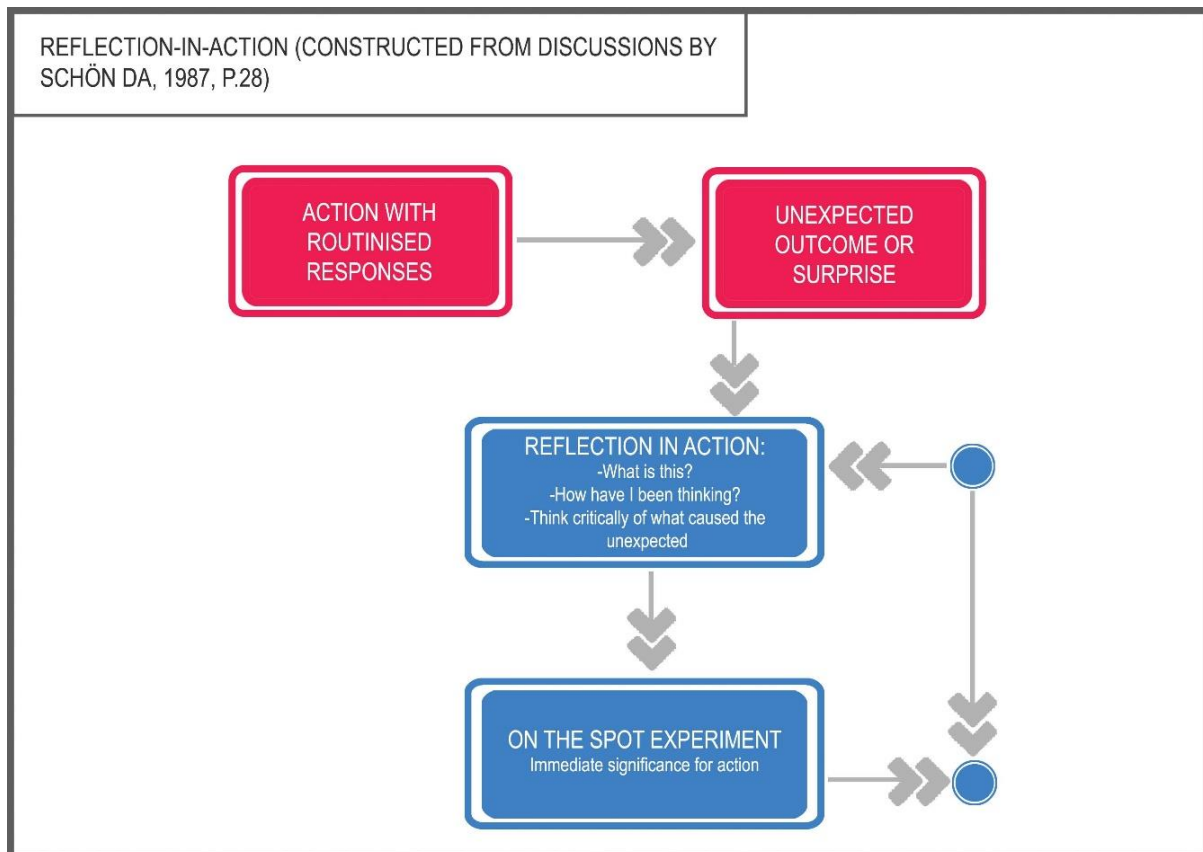 REFLECTION-IN-ACTION (CONSTRUCTED FROM DISCUSSIONS BY
SCHÖN DA, 1987, P.28)
ACTION WITH
ROUTINISED
RESPONSES
UNEXPECTED
OUTCOME OR
SURPRISE
REFLECTION IN ACTION:
-What is this?
-How have I been thinking?
-Think critically of what caused the
unexpected
ON THE SPOT EXPERIMENT
Immediate significance for action